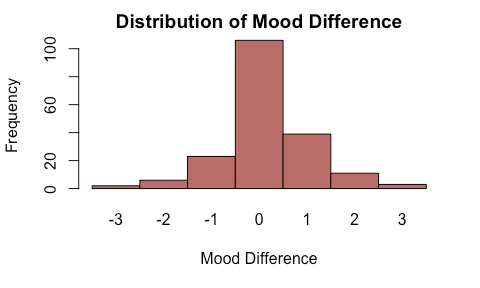 Distribution of Mood Difference
Frequency
100
60
20
0
-3 -2 -1 0 1 2 3
Mood Difference